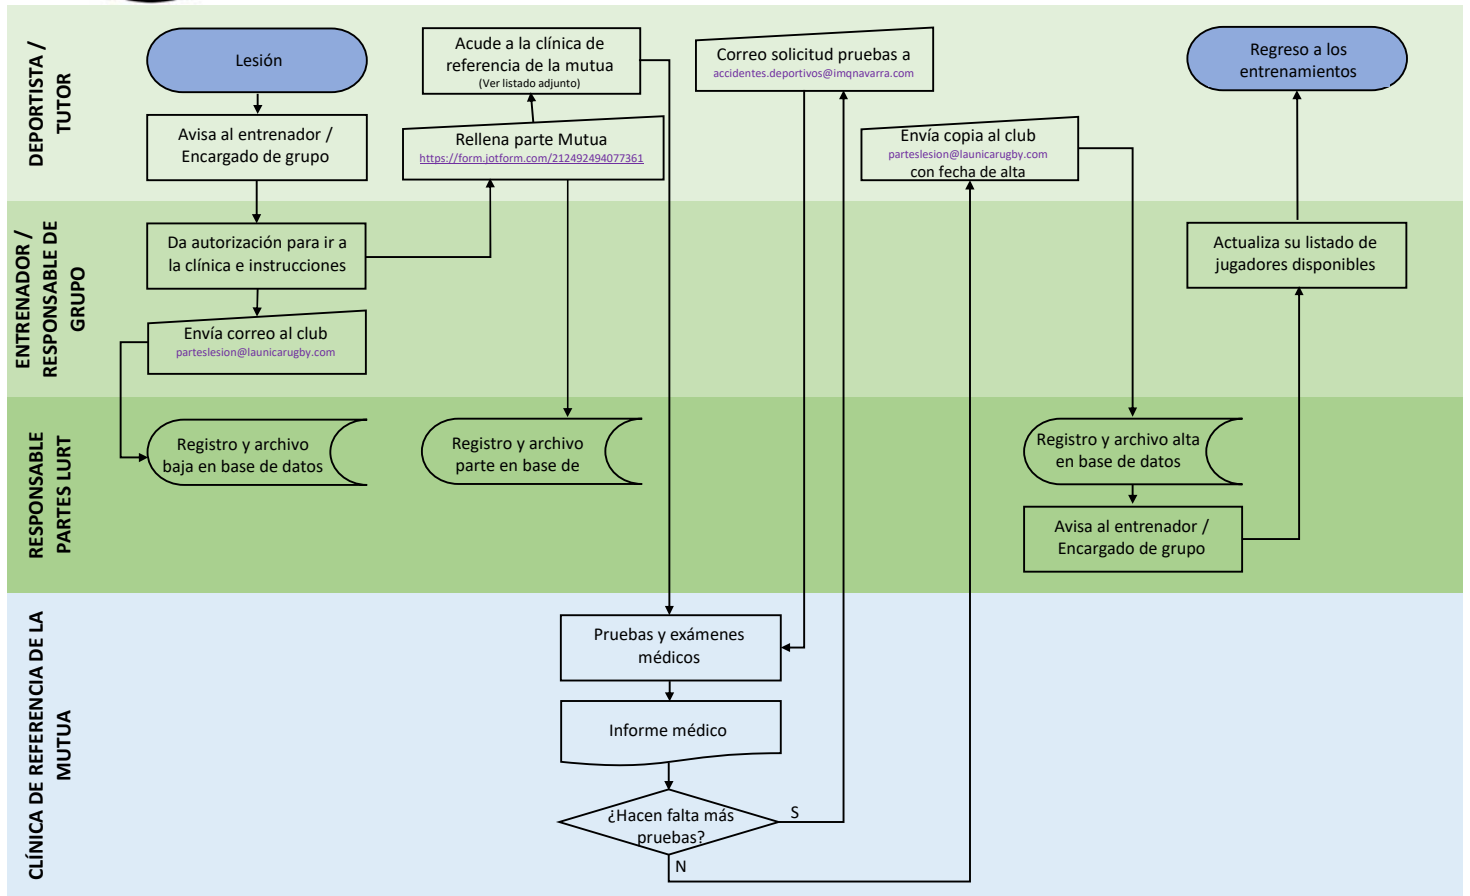 DEPORTISTA /
TUTOR
Lesión
Avisa al entrenador /
Encargado de grupo
Acude a la clínica de
referencia de la mutua
(Ver listado adjunto)
Rellena parte Mutua
https://form.jotform.com/212492494077361
Correo solicitud pruebas a
accidentes.deportivos@imqnavarra.com
Envía copia al club
parteslesion@launicarugby.com
con fecha de alta
Regreso a los
entrenamientos
ENTRENADOR /
RESPONSABLE DE
GRUPO
Da autorización para ir a
la clínica e instrucciones
Envía correo al club
parteslesion@launicarugby.com
Actualiza su listado de
jugadores disponibles
RESPONSABLE
PARTES LURT
Registro y archivo
baja en base de datos
Registro y archivo
parte en base de
Registro y archivo alta
en base de datos
Avisa al entrenador /
Encargado de grupo
CLÍNICA DE REFERENCIA DE LA
MUTUA
Pruebas y exámenes
médicos
Informe médico
¿Hacen falta más
pruebas?
S
N